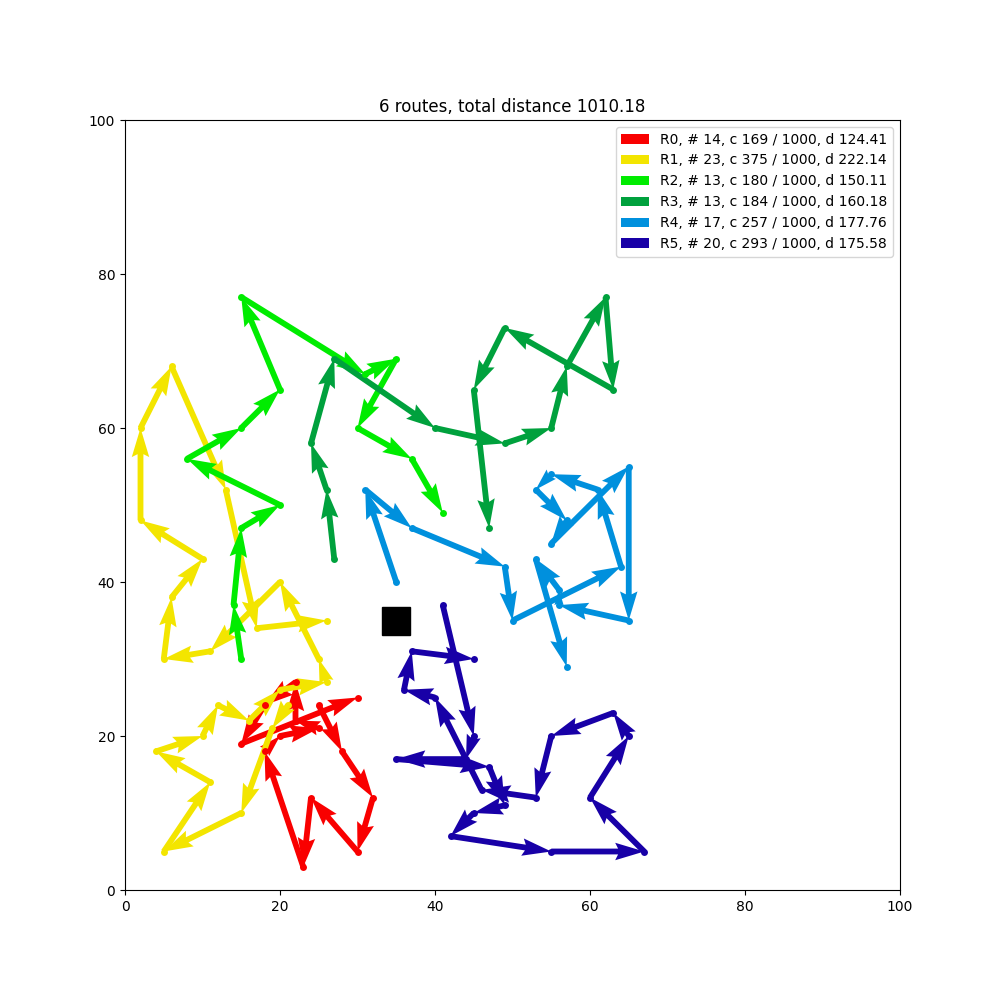 6 routes, total distance 1010.18
R0, # 14, c 169 / 1000, d 124.41
R1, # 23, c 375 / 1000, d 222.14
R2, # 13, c 180 / 1000, d 150.11
R3, # 13, c 184 / 1000, d 160.18
R4, # 17, c 257 / 1000, d 177.76
R5, # 20, c 293 / 1000, d 175.58
100
80
60
40
20
0
0 20 40 60 80 100